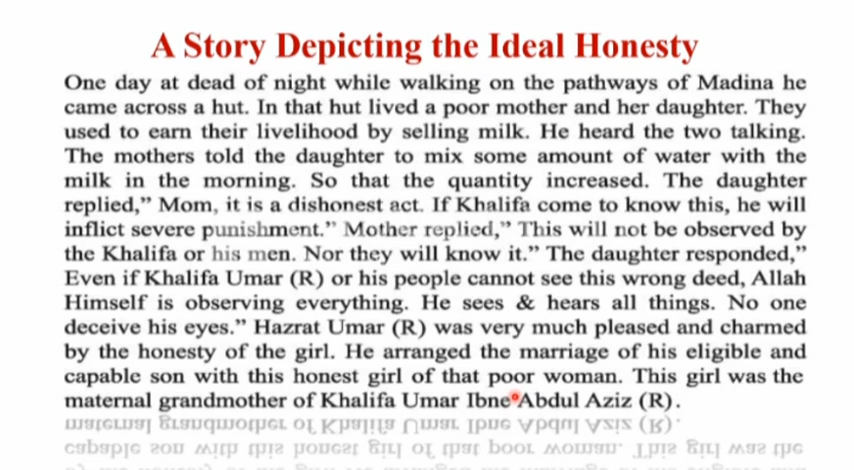 A Story Depicting the Ideal Honesty
One day at dead of night while walking on the pathways of Madina he
came across a hut. In that hut lived a poor mother and her daughter. They
used to earn their livelihood by selling milk. He heard the two talking.
The mothers told the daughter to mix some amount of water with the
milk in the morning. So that the quantity increased. The daughter
replied,” Mom, it is a dishonest act. If Khalifa come to know this, he will
inflict severe punishment.” Mother replied,” This will not be observed by
the Khalifa or his men. Nor they will know it.” The daughter responded,”
Even if Khalifa Umar (R) or his people cannot see this wrong deed, Allah
Himself is observing everything. He sees & hears all things. No one
deceive his eyes.” Hazrat Umar (R) was very much pleased and charmed
by the honesty of the girl. He arranged the marriage of his eligible and
capable son with this honest girl of that poor woman. This girl was the
maternal grandmother of Khalifa Umar Ibne Abdul Aziz (R).